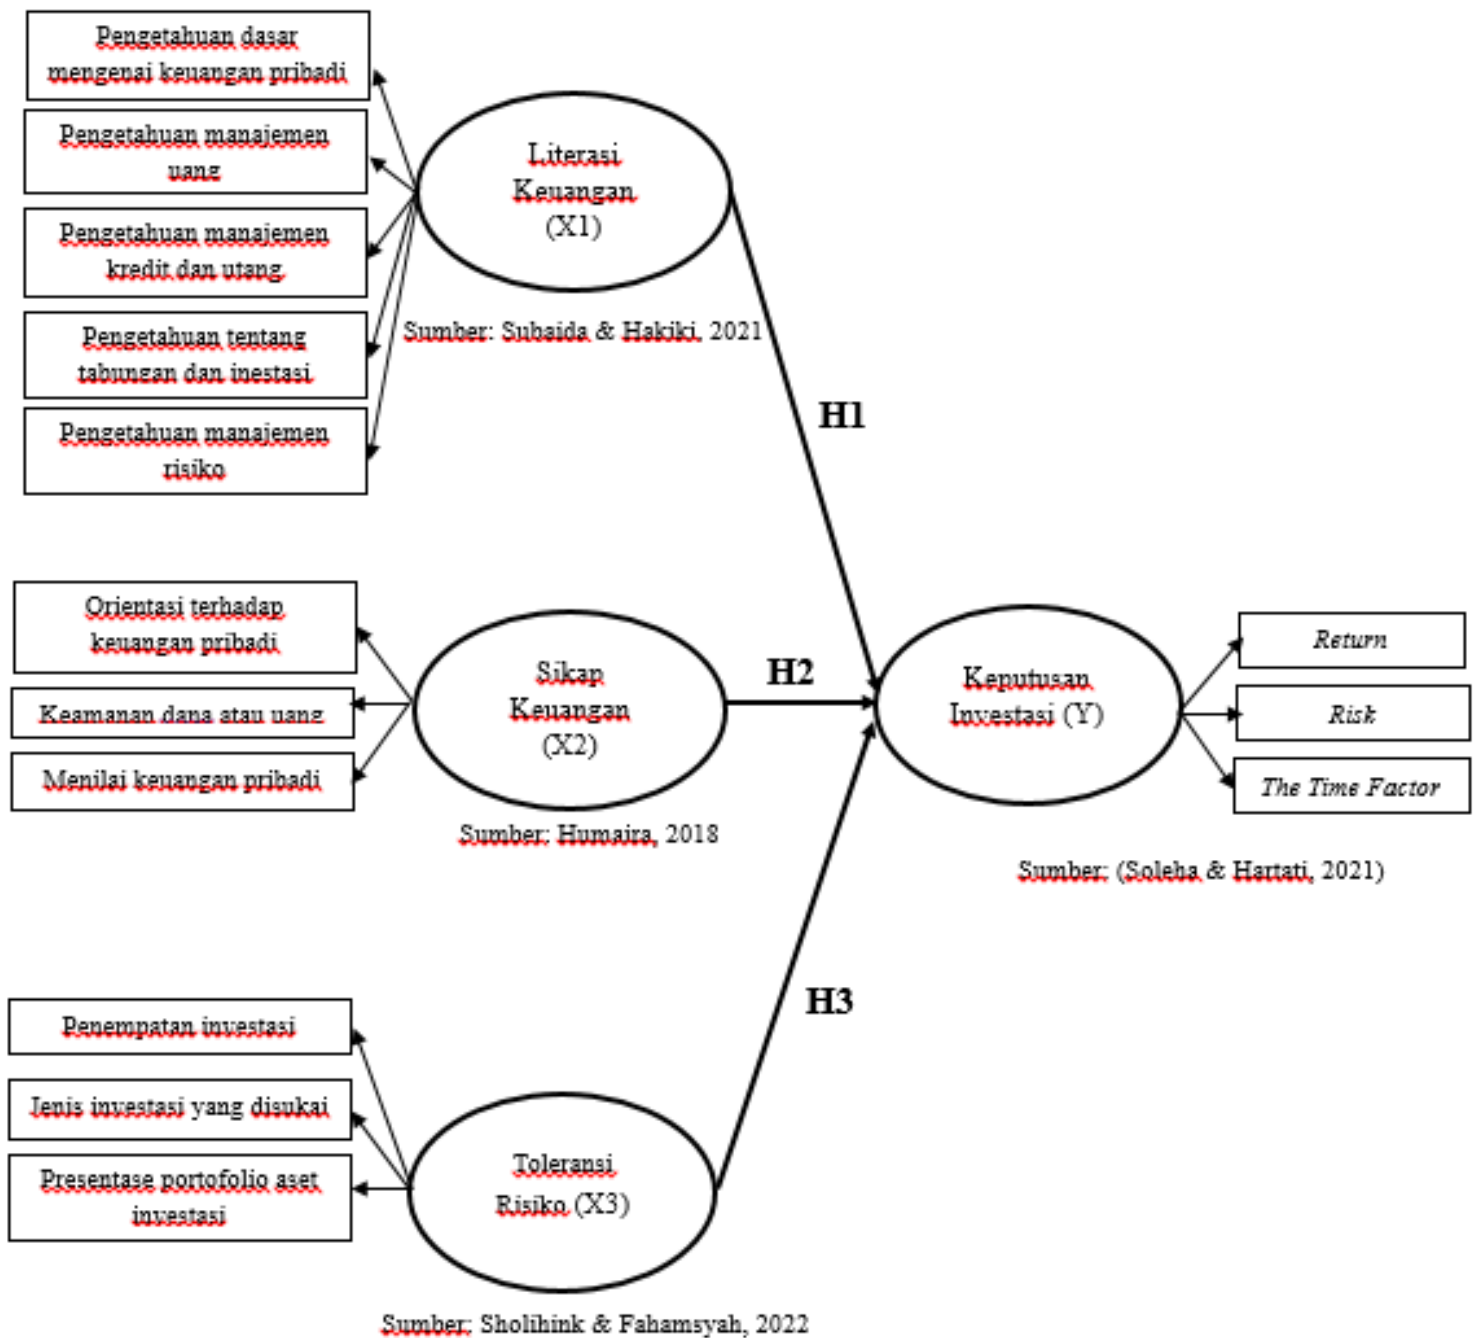 Pengetahuan dasar
mengenai keuangan pribadi
Pengetahuan manajemen
uang
Pengetahuan manajemen
kredit dan utang
Pengetahuan tentang
tabungan dan inestasi
Pengetahuan manajemen
risiko
Literasi
Keuangan
(X1)
Sumber: Subaida & Hakiki, 2021
H1
Orientasi terhadap
keuangan pribadi
Keamanan dana atau uang
Menilai keuangan pribadi
Sikap
Keuangan
(X2)
Sumber: Humaira, 2018
H2
Keputusan
Investasi (Y)
Return
Risk
The Time Factor
Sumber: (Soleha & Hartati, 2021)
H3
Penempatan investasi
Jenis investasi yang disukai
Presentase portofolio aset
investasi
Toleransi
Risiko (X3)
Sumber: Sholihink & Fahamsyah, 2022